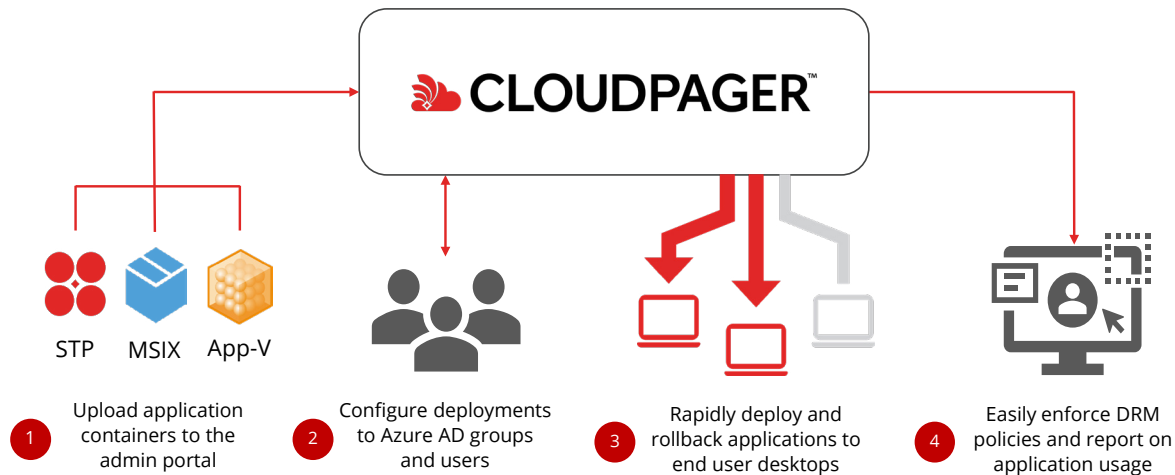 CLOUDPAGER™
STP
MSIX
App-V
1
Upload application
containers to the
admin portal
2
Configure deployments
to Azure AD groups
and users
3
Rapidly deploy and
rollback applications to
end user desktops
4
Easily enforce DRM
policies and report on
application usage